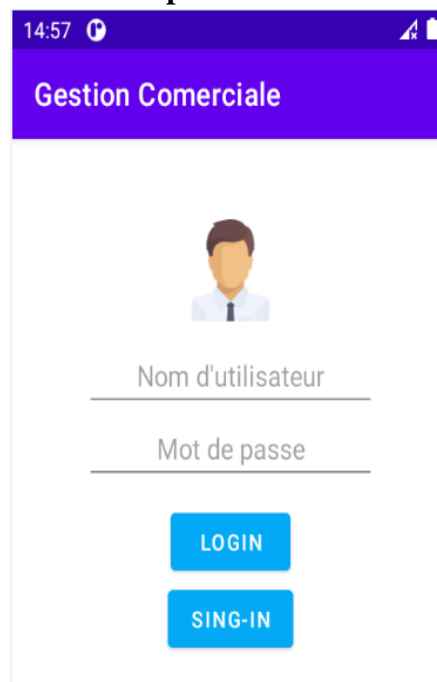 14:57
Gestion Comerciale
Nom d'utilisateur
Mot de passe
LOGIN
SING-IN